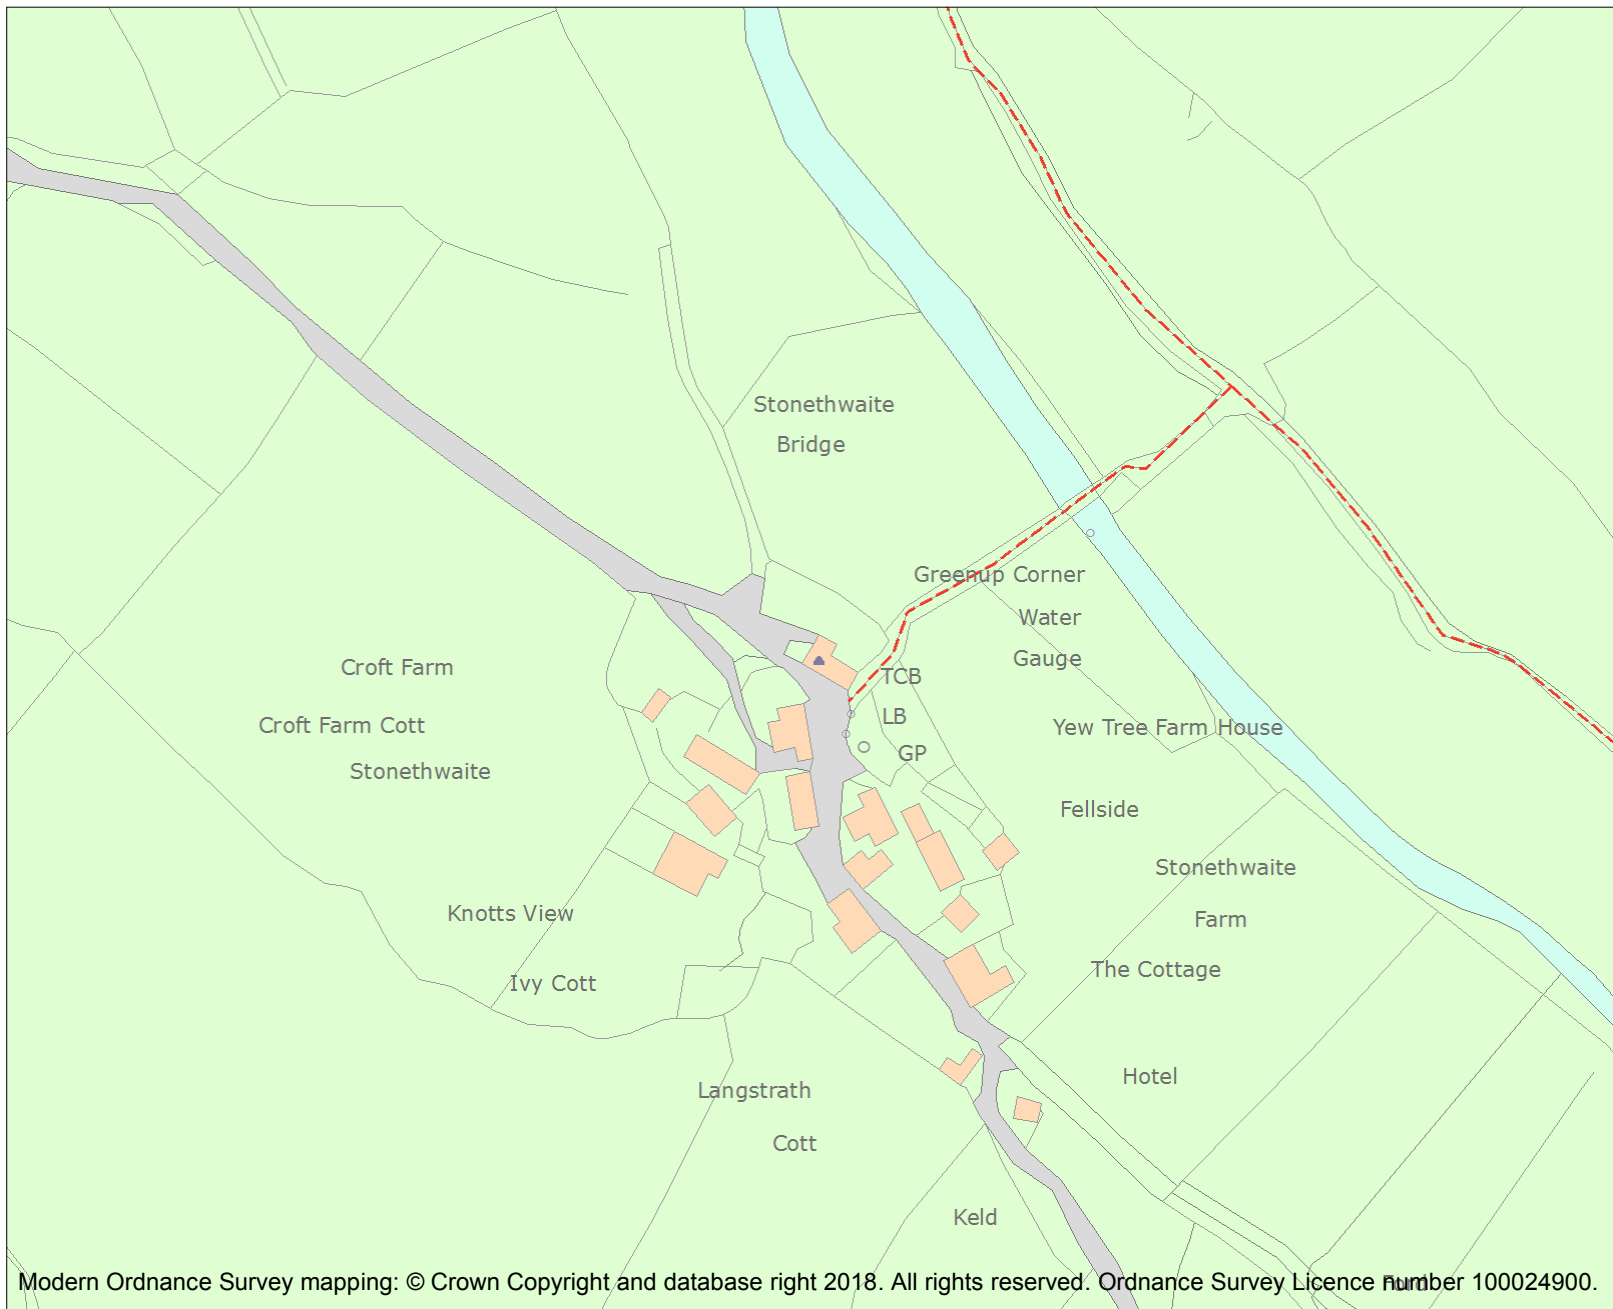 Stonethwaite
Bridge
Greenup Corner
Water
Gauge
Croft Farm
TCB
LB
Croft Farm Cott
Yew Tree Farm House
GP
Stonethwaite
Fellside
Stonethwaite
Knotts View
Farm
The Cottage
Ivy Cott
Hotel
Langstrath
Cott
Keld
Ford
Modern Ordnance Survey mapping: © Crown Copyright and database right 2018. All rights reserved. Ordnance Survey Licence number 100024900.